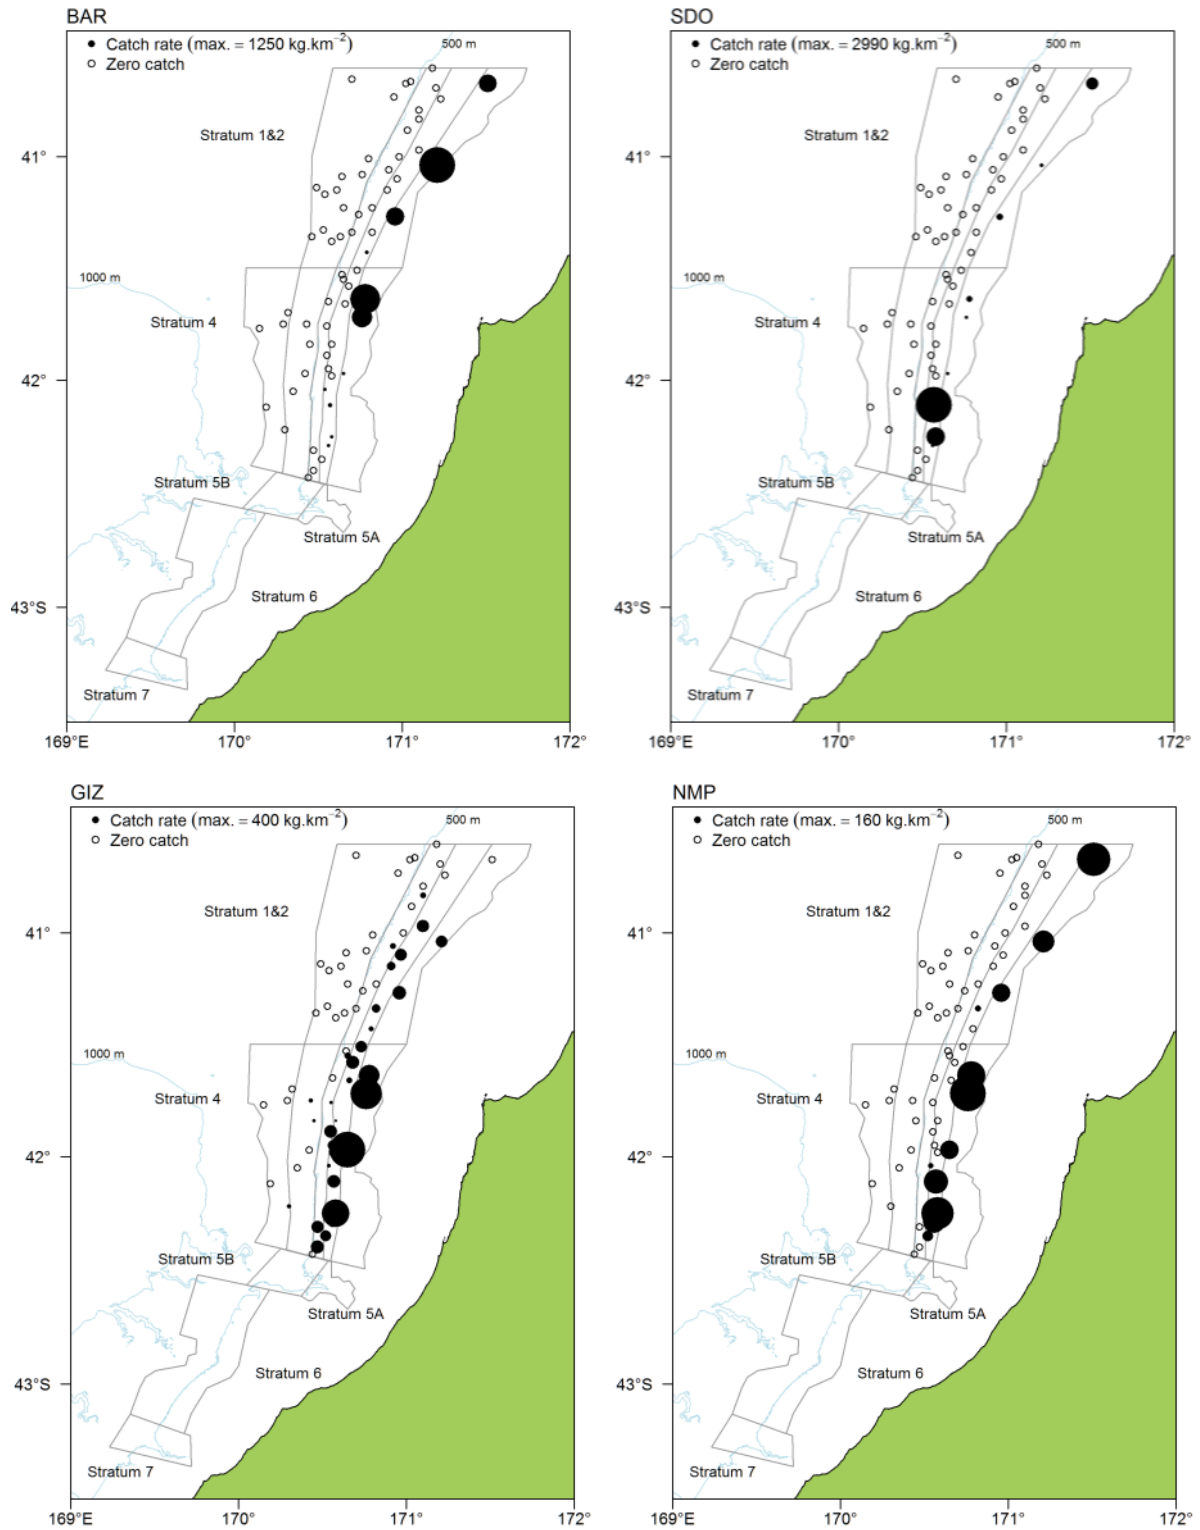 BAR
Catch rate (max. = 1250 kg.km⁻²)
Zero catch
500 m
Stratum 1&2
41°
1000 m
Stratum 4
42°
Stratum 5B
Stratum 5A
Stratum 6
43°S
Stratum 7
169°E 170° 171° 172°
SDO
Catch rate (max. = 2990 kg.km⁻²)
Zero catch
500 m
Stratum 1&2
41°
1000 m
Stratum 4
42°
Stratum 5B
Stratum 5A
Stratum 6
43°S
Stratum 7
169°E 170° 171° 172°
GIZ
Catch rate (max. = 400 kg.km⁻²)
Zero catch
500 m
Stratum 1&2
41°
1000 m
Stratum 4
42°
Stratum 5B
Stratum 5A
Stratum 6
43°S
Stratum 7
169°E 170° 171° 172°
NMP
Catch rate (max. = 160 kg.km⁻²)
Zero catch
500 m
Stratum 1&2
41°
1000 m
Stratum 4
42°
Stratum 5B
Stratum 5A
Stratum 6
43°S
Stratum 7
169°E 170° 171° 172°